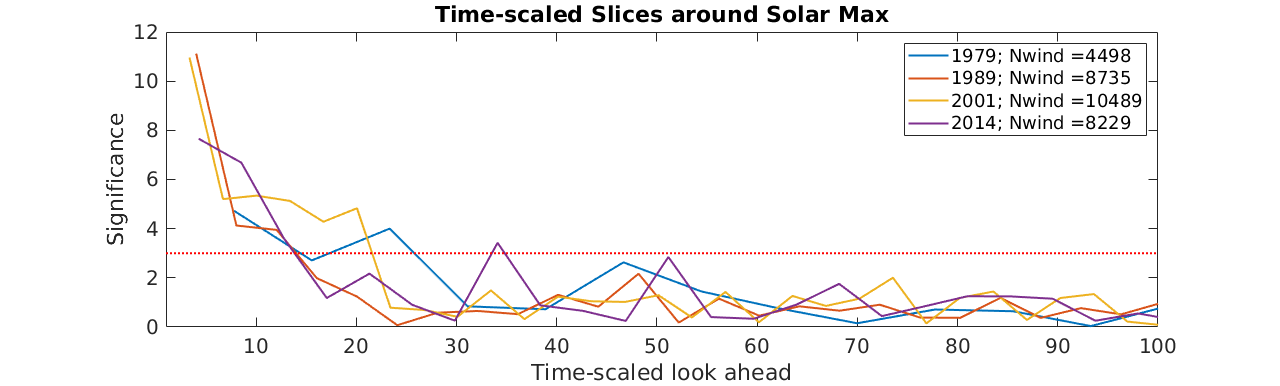 Time-scaled Slices around Solar Max
12
10
8
6
4
2
0
Significance
1979; Nwind =4498
1989; Nwind =8735
2001; Nwind =10489
2014; Nwind =8229
10 20 30 40 50 60 70 80 90 100
Time-scaled look ahead